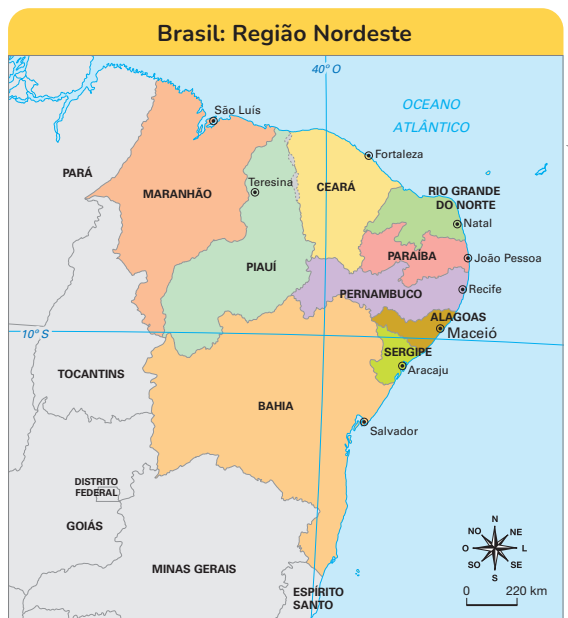 Brasil: Região Nordeste
40° O
OCEANO
ATLÂNTICO
São Luís
Fortaleza
PARÁ
Teresina
CEARÁ
MARANHÃO
RIO GRANDE
DO NORTE
Natal
PARAÍBA
João Pessoa
PIAUÍ
PERNAMBUCO
Recife
ALAGOAS
10° S
Maceió
SERGIPE
Aracaju
TOCANTINS
BAHIA
Salvador
DISTRITO
FEDERAL
GOIÁS
MINAS GERAIS
ESPÍRITO
SANTO
N
NO
NE
O
L
SO
SE
S
0
220 km